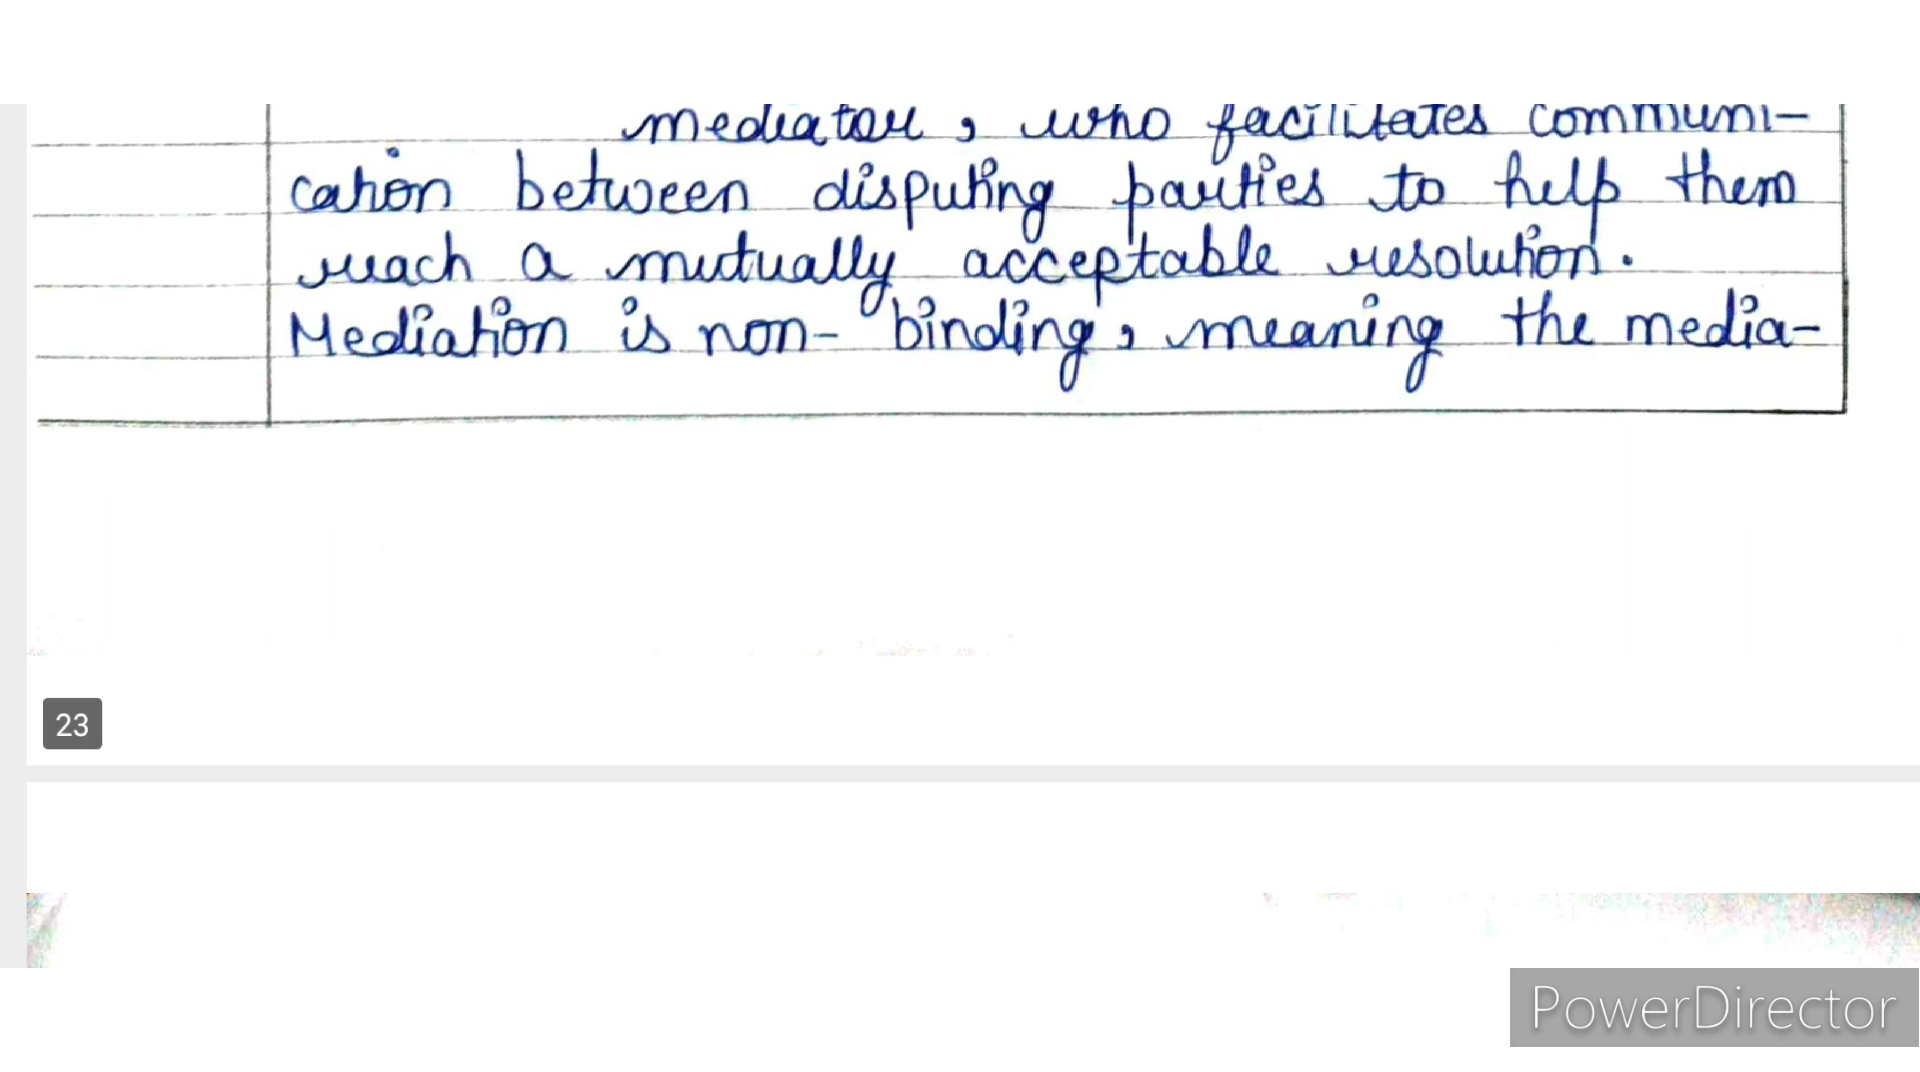 mediator, who facilitates communi-
cation between disputing parties to help them
reach a mutually acceptable resolution.
Mediation is non-binding, meaning the media-
23
PowerDirector